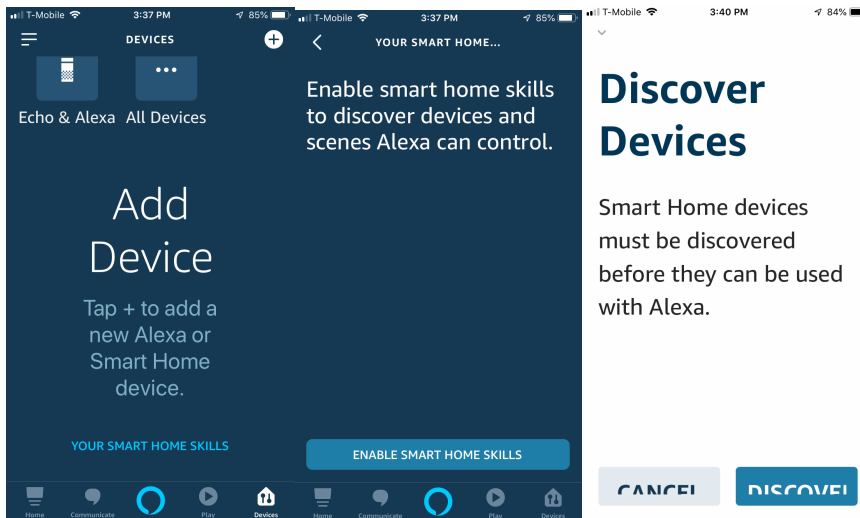 T-Mobile 3:37 PM 85%
DEVICES
Echo & Alexa All Devices
Add
Device
Tap + to add a
new Alexa or
Smart Home
device.
YOUR SMART HOME SKILLS
Home Communicate Play Devices
T-Mobile 3:37 PM 85%
YOUR SMART HOME...
Enable smart home skills
to discover devices and
scenes Alexa can control.
ENABLE SMART HOME SKILLS
Home Communicate Play Devices
T-Mobile 3:40 PM 84%
Discover
Devices
Smart Home devices
must be discovered
before they can be used
with Alexa.
CANCEL DISCOVER